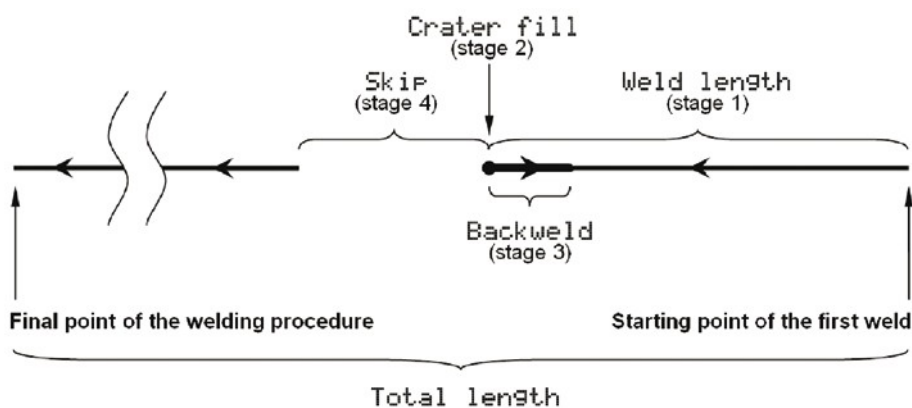 Crater fill
(stage 2)
Skip
(stage 4)
Weld length
(stage 1)
Backweld
(stage 3)
Final point of the welding procedure
Starting point of the first weld
Total length